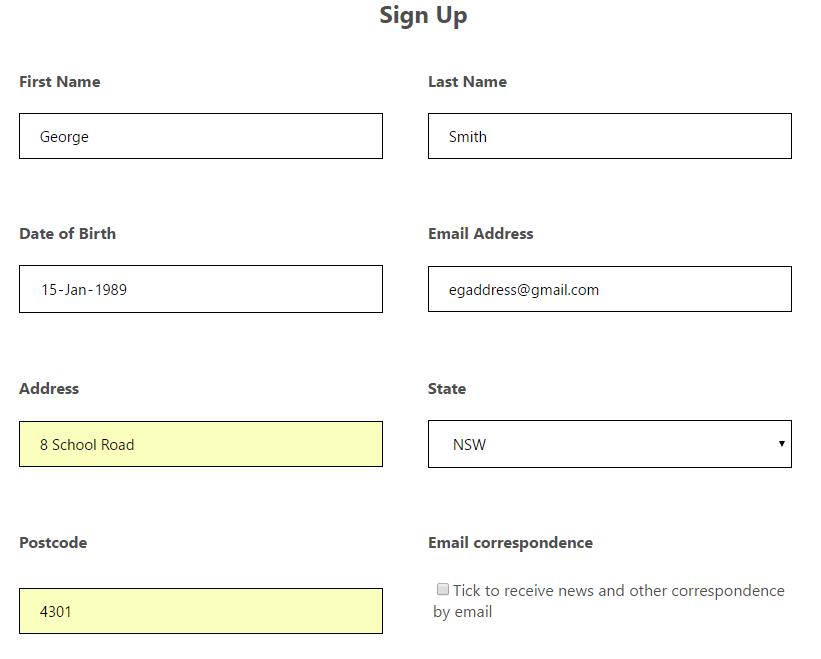 Sign Up
First Name
Last Name
George
Smith
Date of Birth
Email Address
15-Jan-1989
egaddress@gmail.com
Address
State
8 School Road
NSW
Postcode
Email correspondence
4301
Tick to receive news and other correspondence
by email